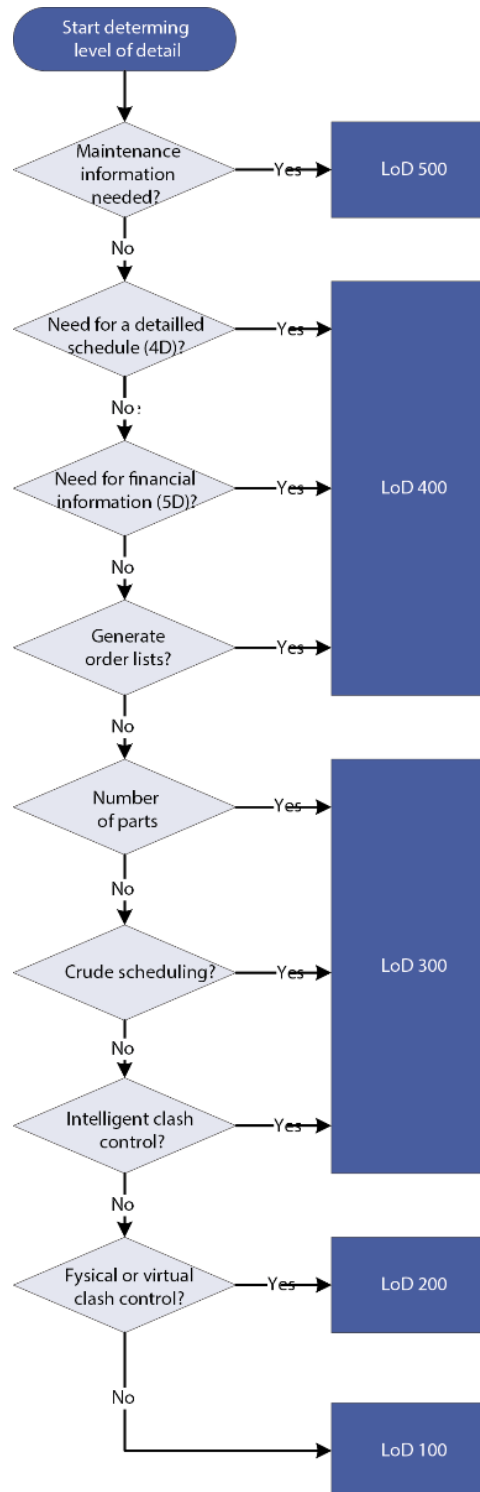 Start determing
level of detail
Maintenance
information
needed?
Yes
LoD 500
No
Need for a detailled
schedule (4D)?
Yes
No
Need for financial
information (5D)?
Yes
LoD 400
No
Generate
order lists?
Yes
No
Number
of parts
Yes
No
Crude scheduling?
Yes
LoD 300
No
Intelligent clash
control?
Yes
No
Fysical or virtual
clash control?
Yes
LoD 200
No
LoD 100